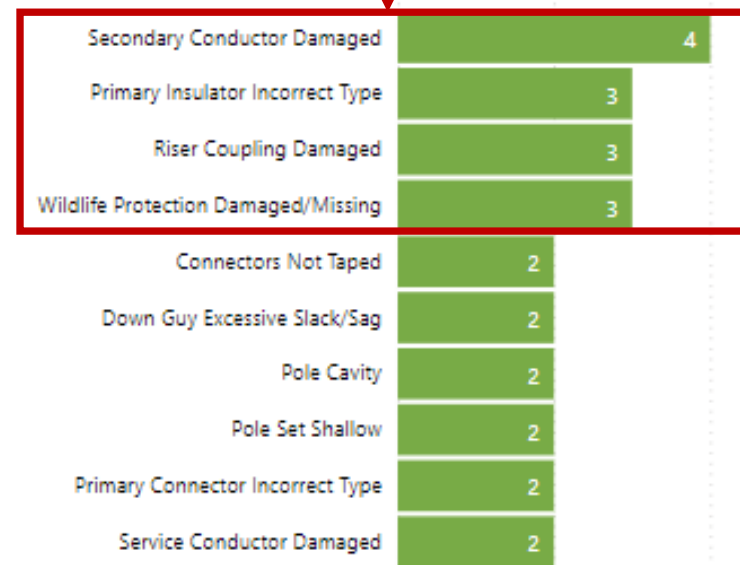 Secondary Conductor Damaged 4
Primary Insulator Incorrect Type 3
Riser Coupling Damaged 3
Wildlife Protection Damaged/Missing 3
Connectors Not Taped 2
Down Guy Excessive Slack/Sag 2
Pole Cavity 2
Pole Set Shallow 2
Primary Connector Incorrect Type 2
Service Conductor Damaged 2